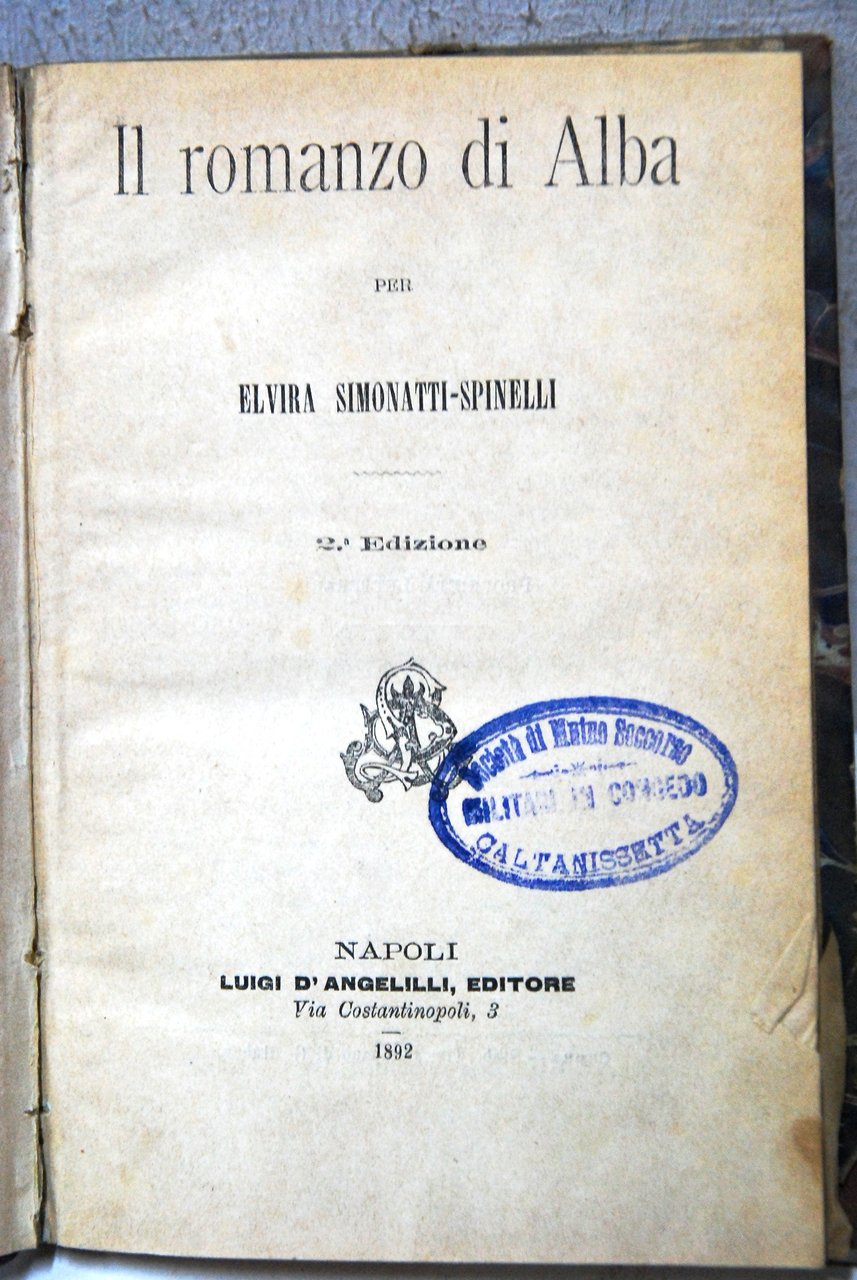 Il romanzo di Alba
PER
ELVIRA SIMONATTI-SPINELLI
2.ª Edizione
Società di Mutuo Soccorso
MILITARI IN CONGEDO
CALTANISSETTA
NAPOLI
LUIGI D'ANGELILLI, EDITORE
Via Costantinopoli, 3
1892